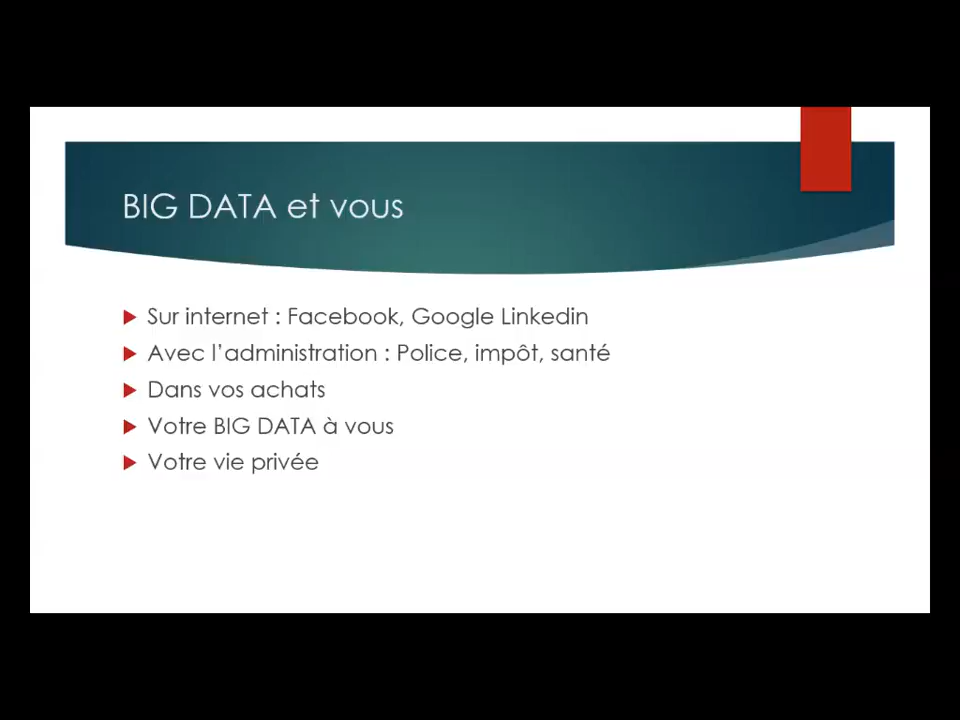 BIG DATA et vous
Sur internet : Facebook, Google Linkedin
Avec l'administration : Police, impôt, santé
Dans vos achats
Votre BIG DATA à vous
Votre vie privée